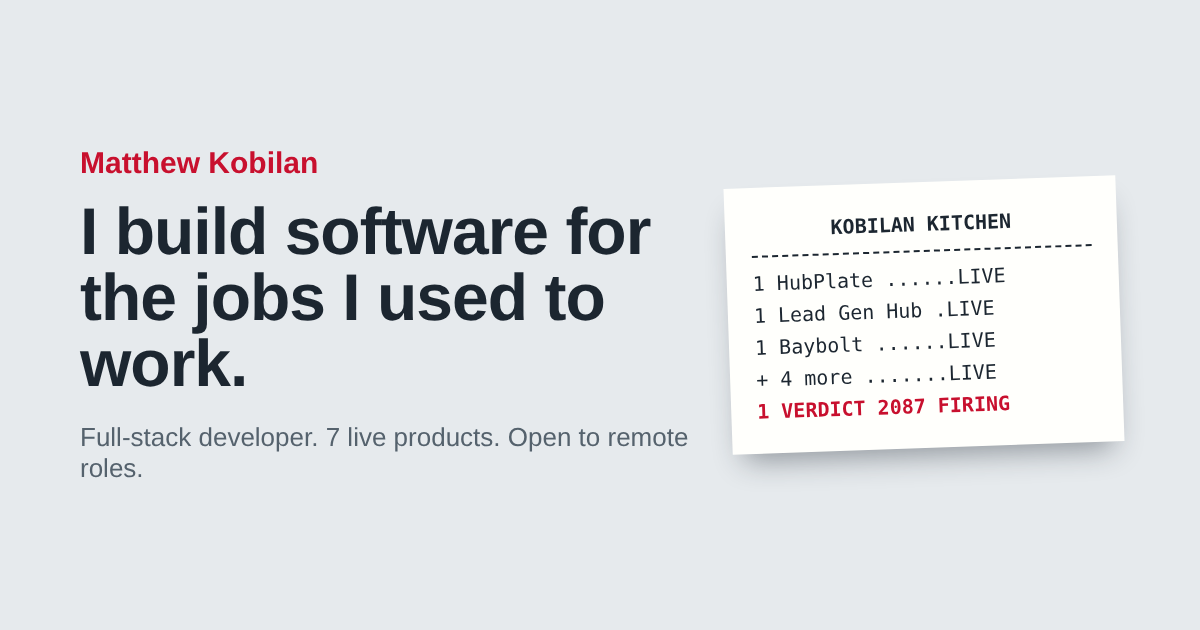 Matthew Kobilan
I build software for
the jobs I used to
work.
Full-stack developer. 7 live products. Open to remote
roles.
KOBILAN KITCHEN
1 HubPlate ......LIVE
1 Lead Gen Hub .LIVE
1 Baybolt ......LIVE
+ 4 more .......LIVE
1 VERDICT 2087 FIRING